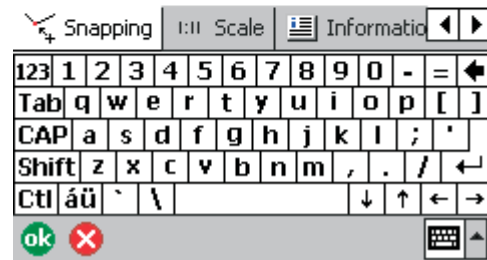 Snapping 1:11 Scale Informatio
123 1 2 3 4 5 6 7 8 9 0 - =
Tab q w e r t y u i o p [ ]
CAP a s d f g h j k l ; '
Shift z x c v b n m , . /
Ctl áü ` \ ↓ ↑ ← →
ok